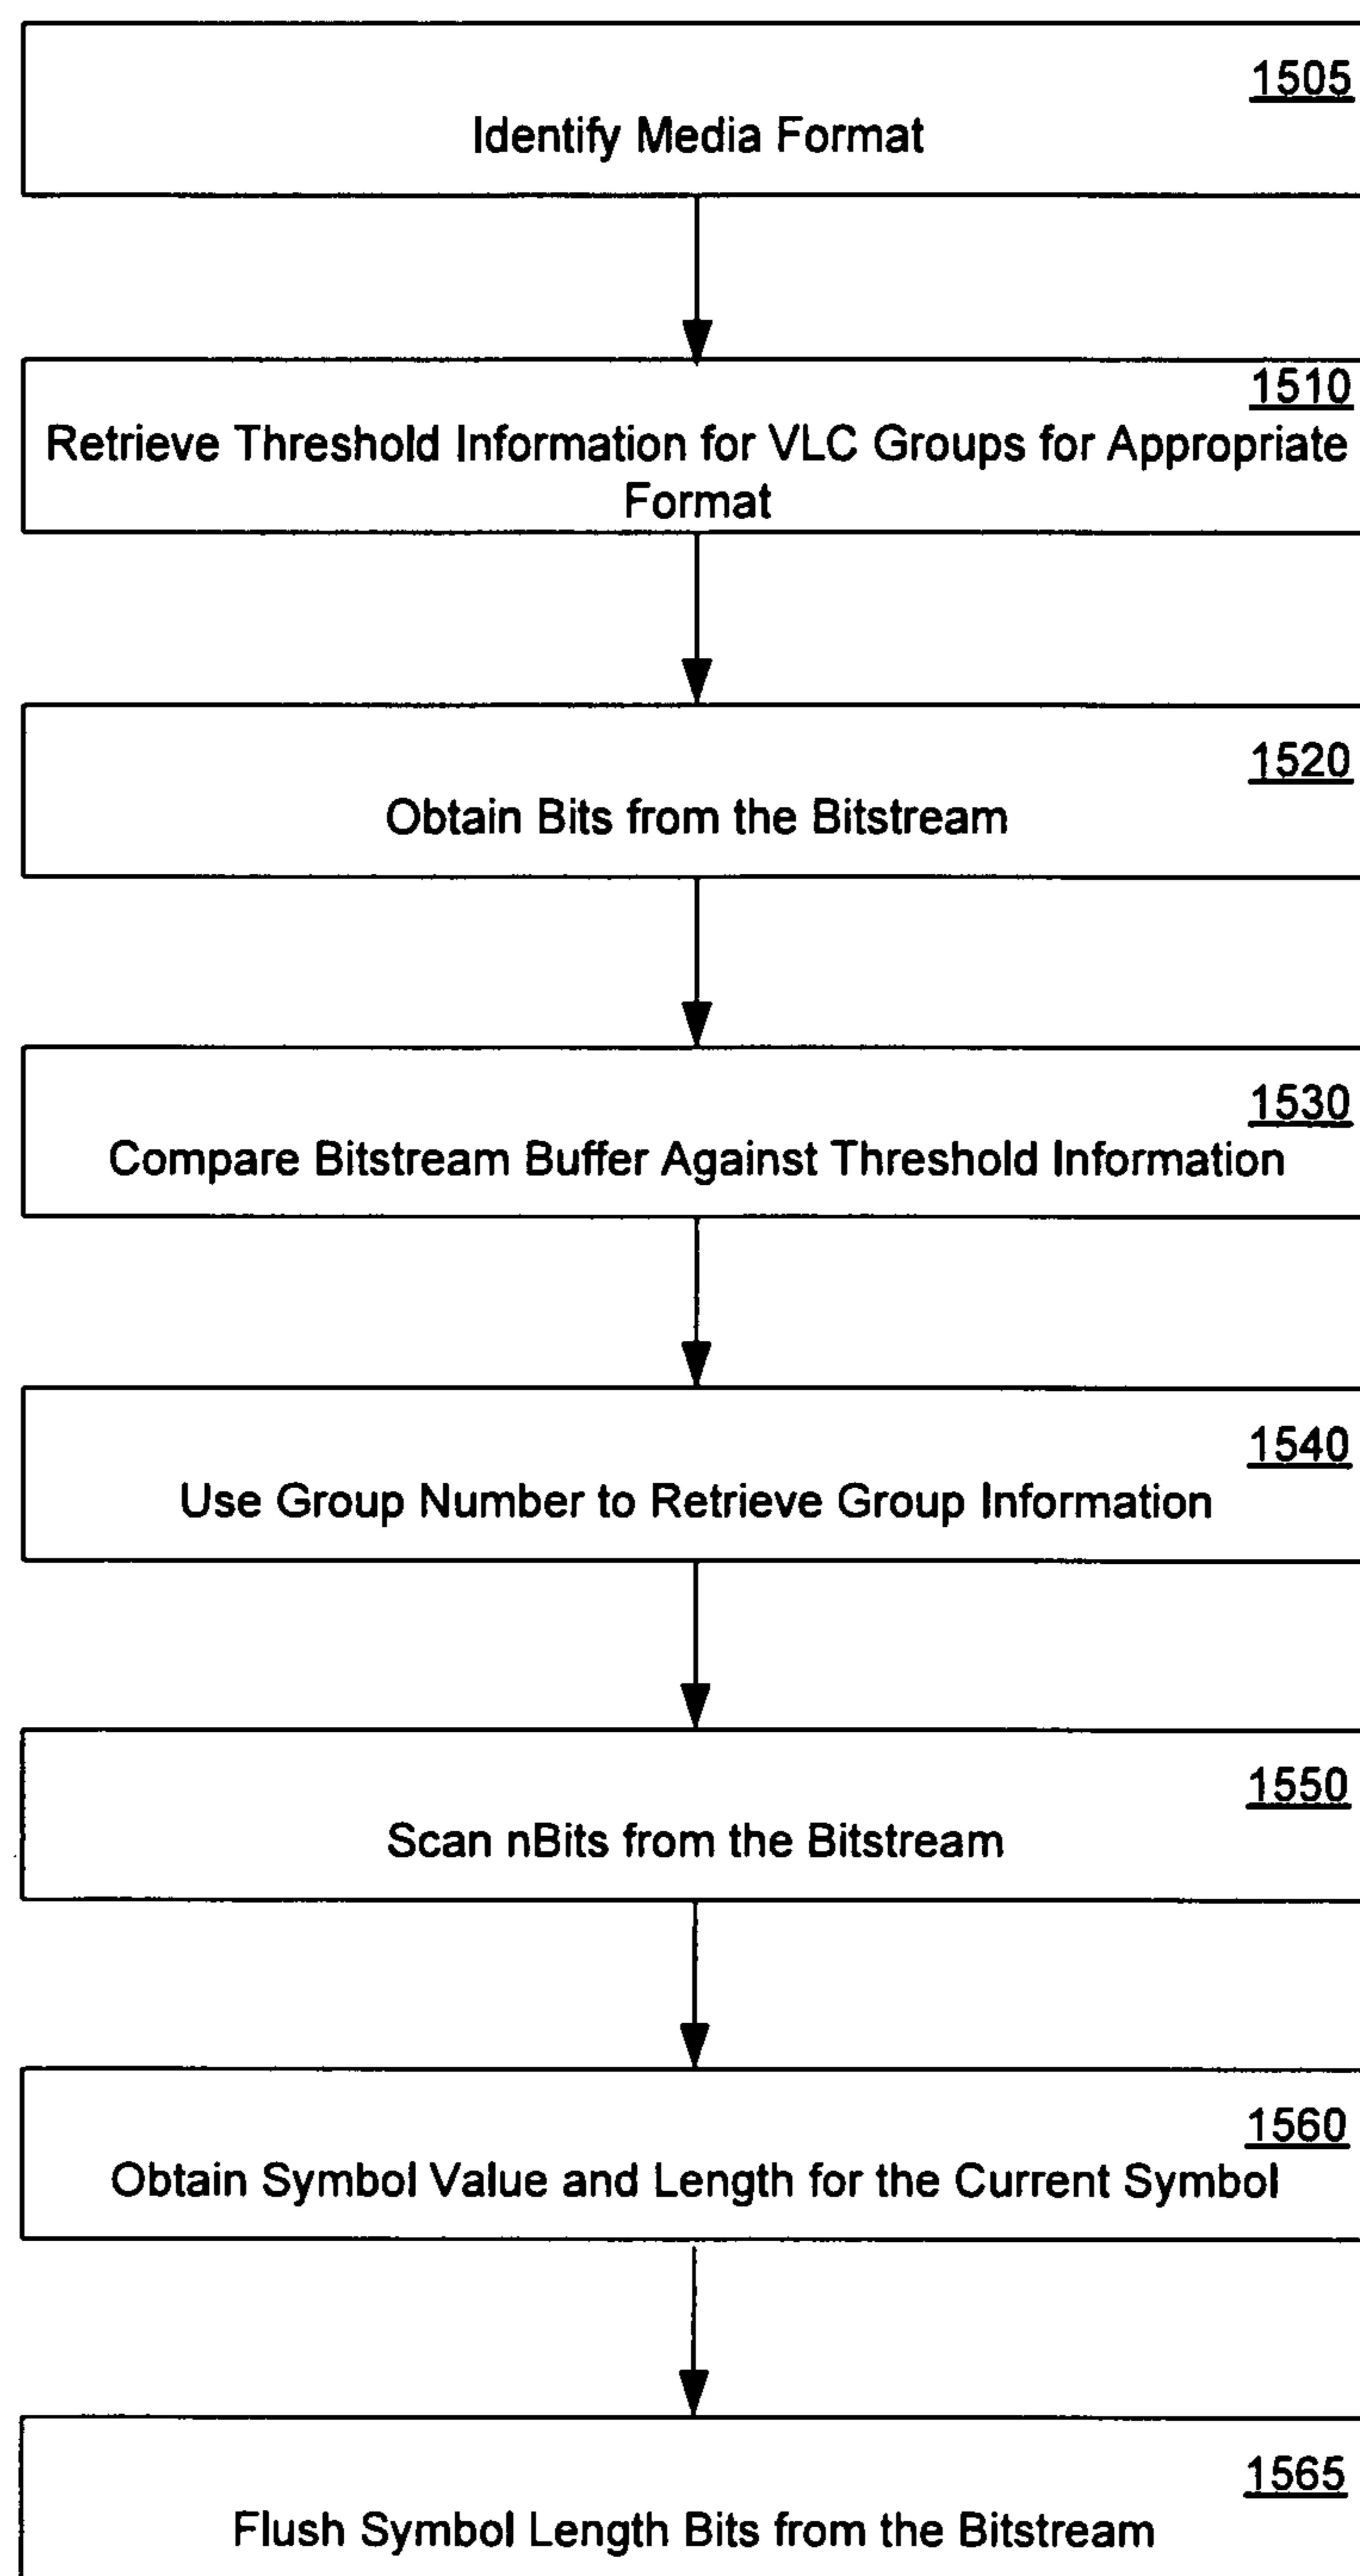 1505
Identify Media Format
1510
Retrieve Threshold Information for VLC Groups for Appropriate
Format
1520
Obtain Bits from the Bitstream
1530
Compare Bitstream Buffer Against Threshold Information
1540
Use Group Number to Retrieve Group Information
1550
Scan nBits from the Bitstream
1560
Obtain Symbol Value and Length for the Current Symbol
1565
Flush Symbol Length Bits from the Bitstream